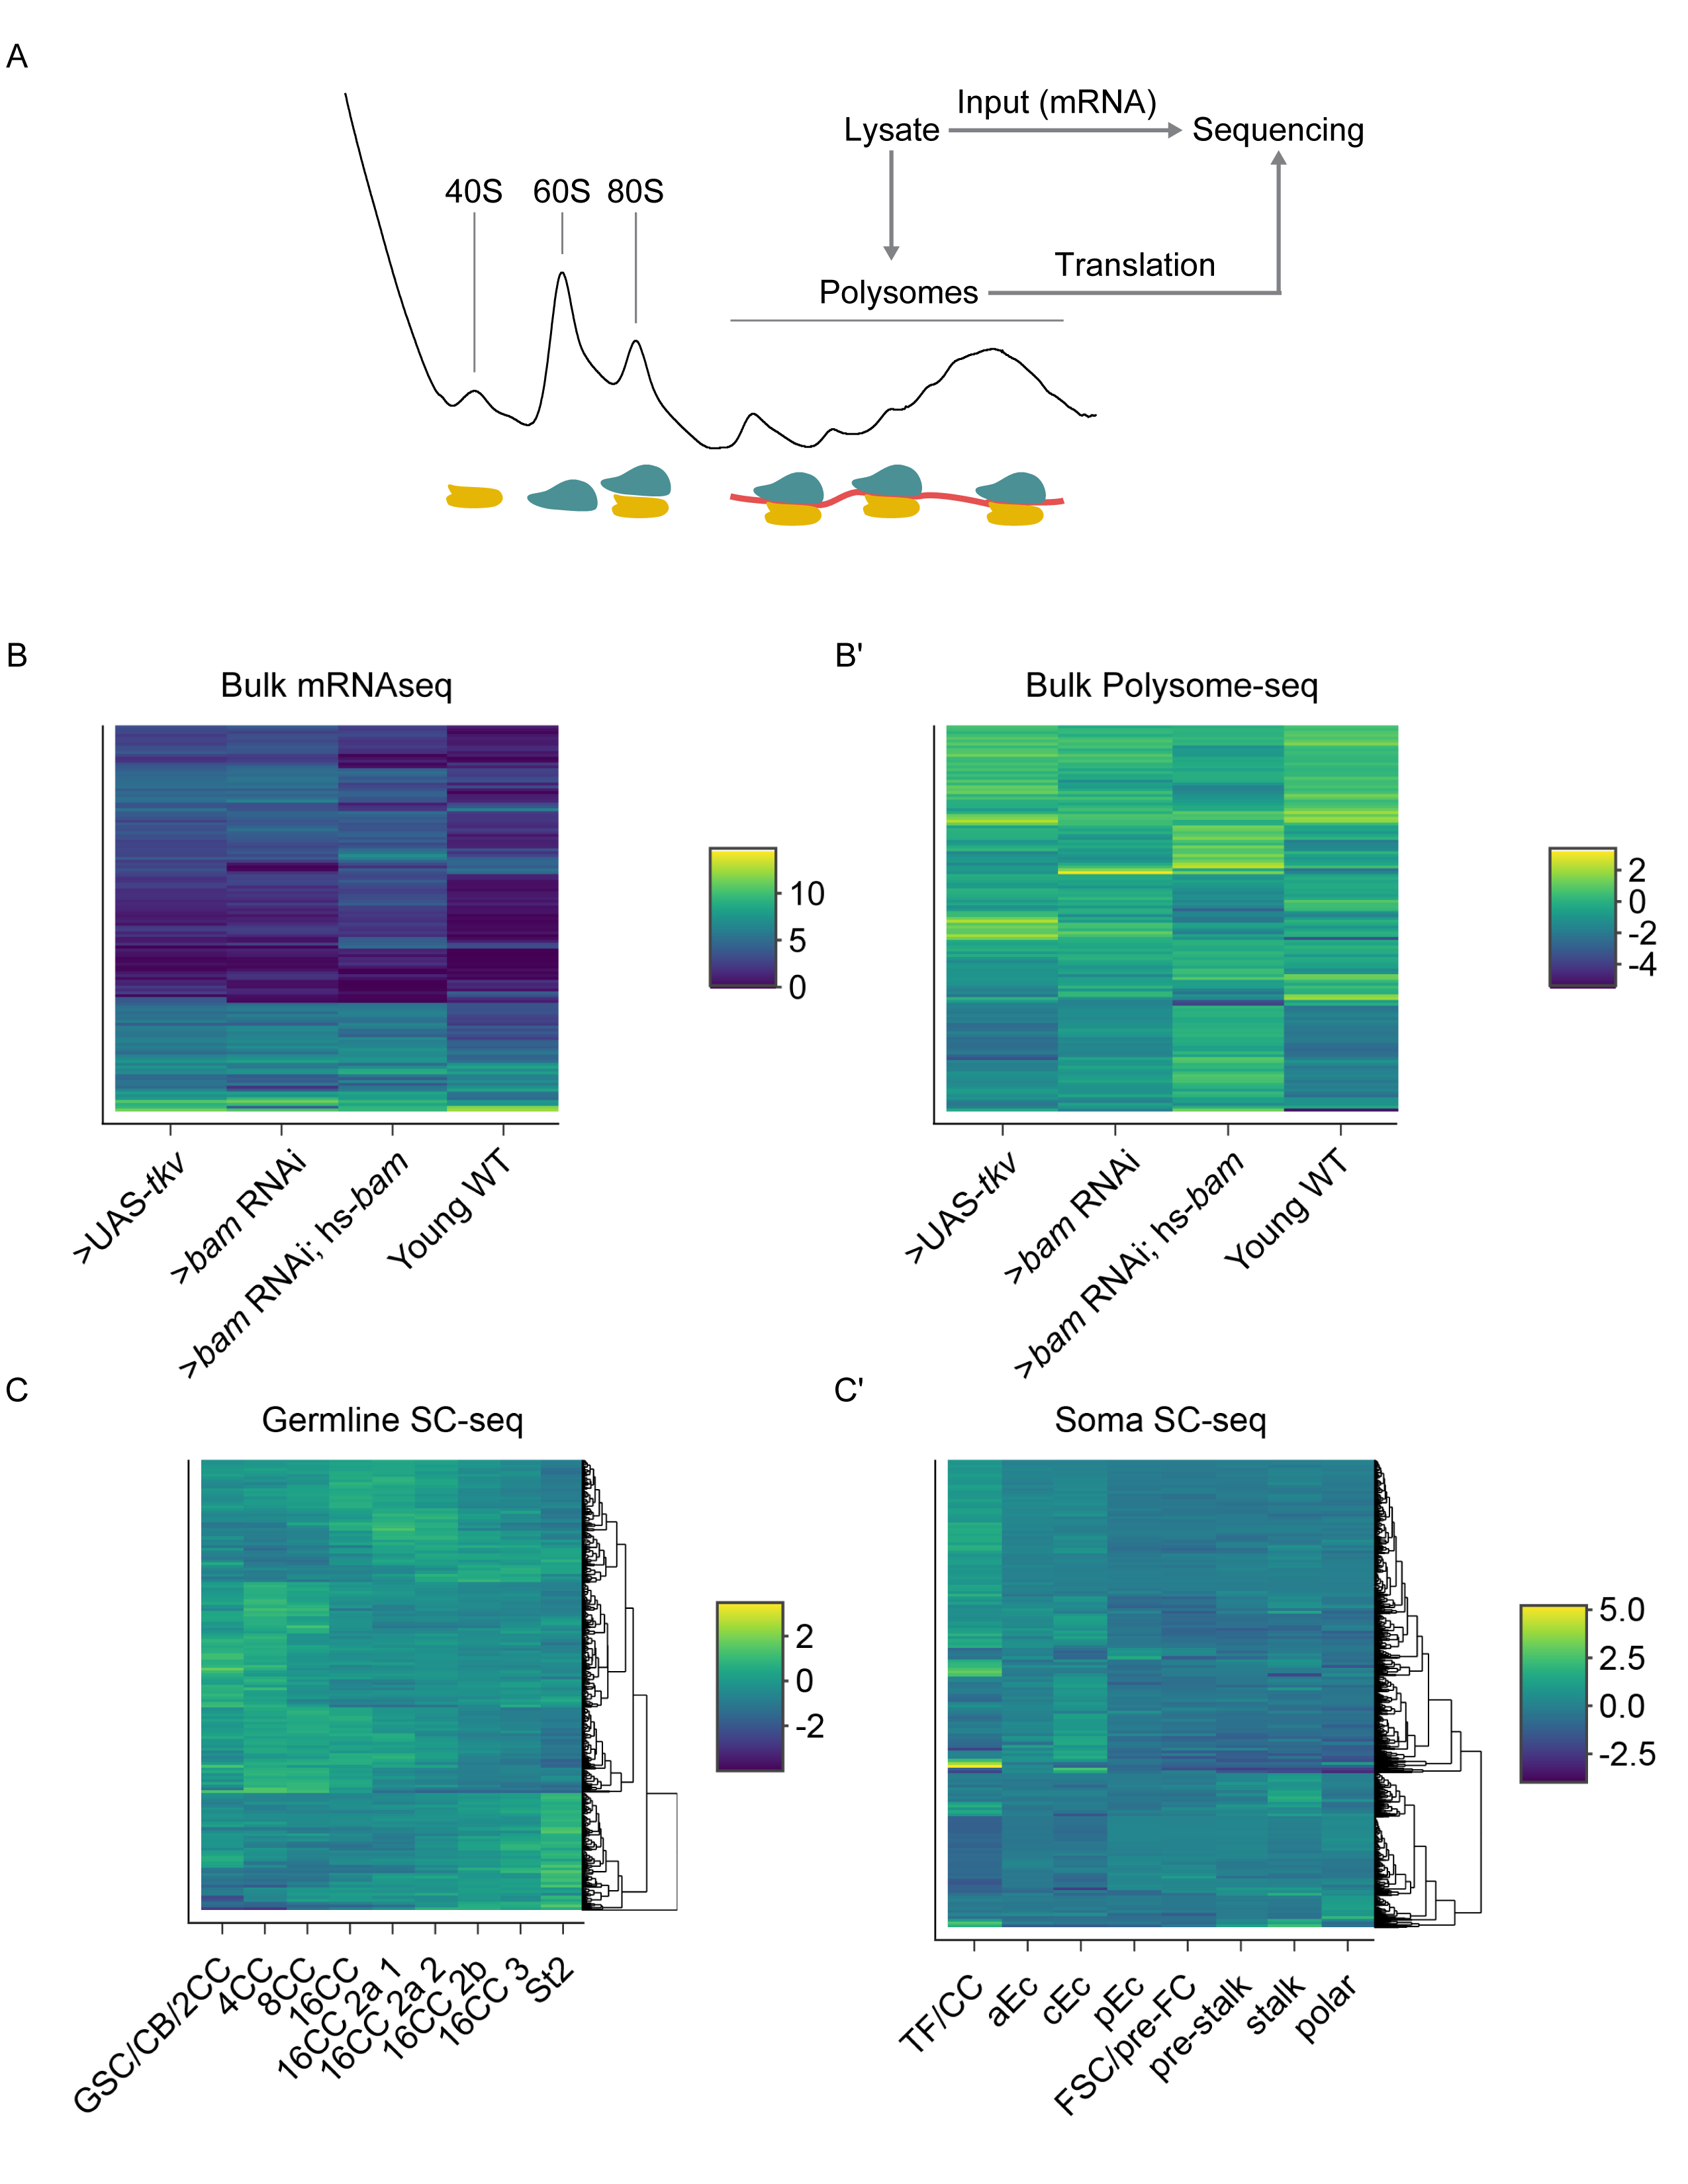 A
Input (mRNA)
Lysate
Sequencing
40S
60S
80S
Translation
Polysomes
B
Bulk mRNAseq
10
5
0
>UAS-tkv
>bam RNAi
>bam RNAi; hs-bam
Young WT
B'
Bulk Polysome-seq
2
0
-2
-4
>UAS-tkv
>bam RNAi
>bam RNAi; hs-bam
Young WT
C
Germline SC-seq
2
0
-2
GSC/CB/2CC
4CC
8CC
16CC
16CC 2a 1
16CC 2a 2
16CC 2b
16CC 3
St2
C'
Soma SC-seq
5.0
2.5
0.0
-2.5
TF/CC
aEc
cEc
pEc
FSC/pre-FC
pre-stalk
stalk
polar